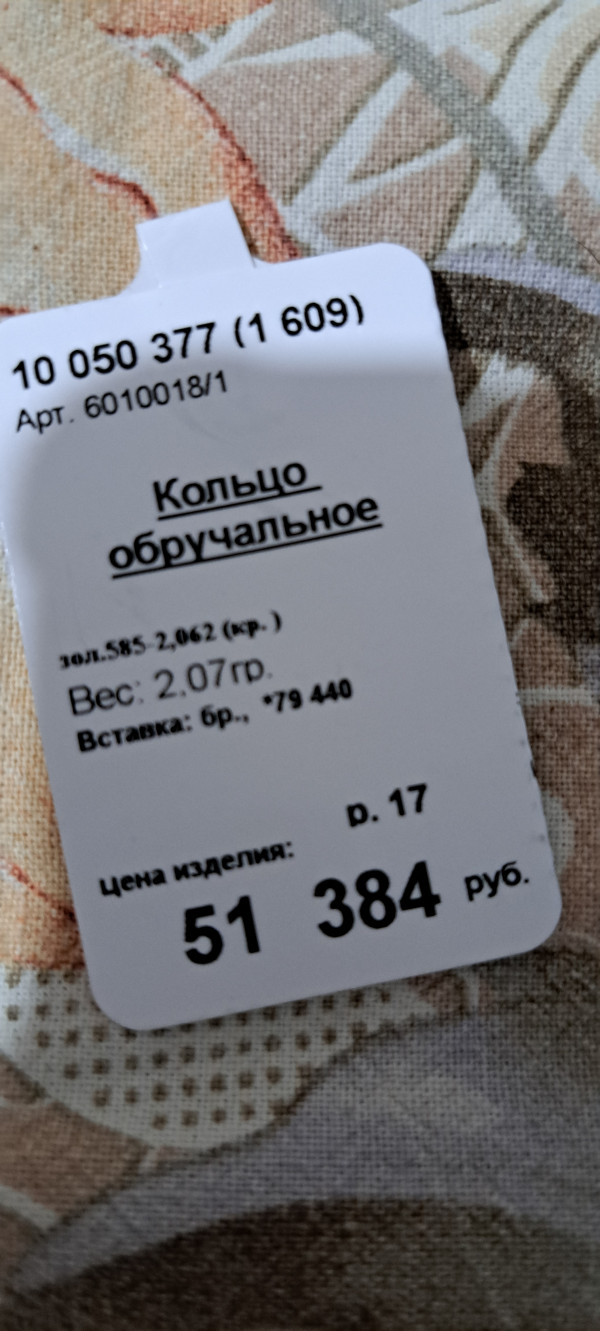 10 050 377 (1 609)
Арт. 6010018/1
Кольцо
обручальное
зол.585-2,062 (кр. )
Вес: 2.07гр.
Вставка: бр., *79 440
р. 17
Цена изделия:
51 384 руб.